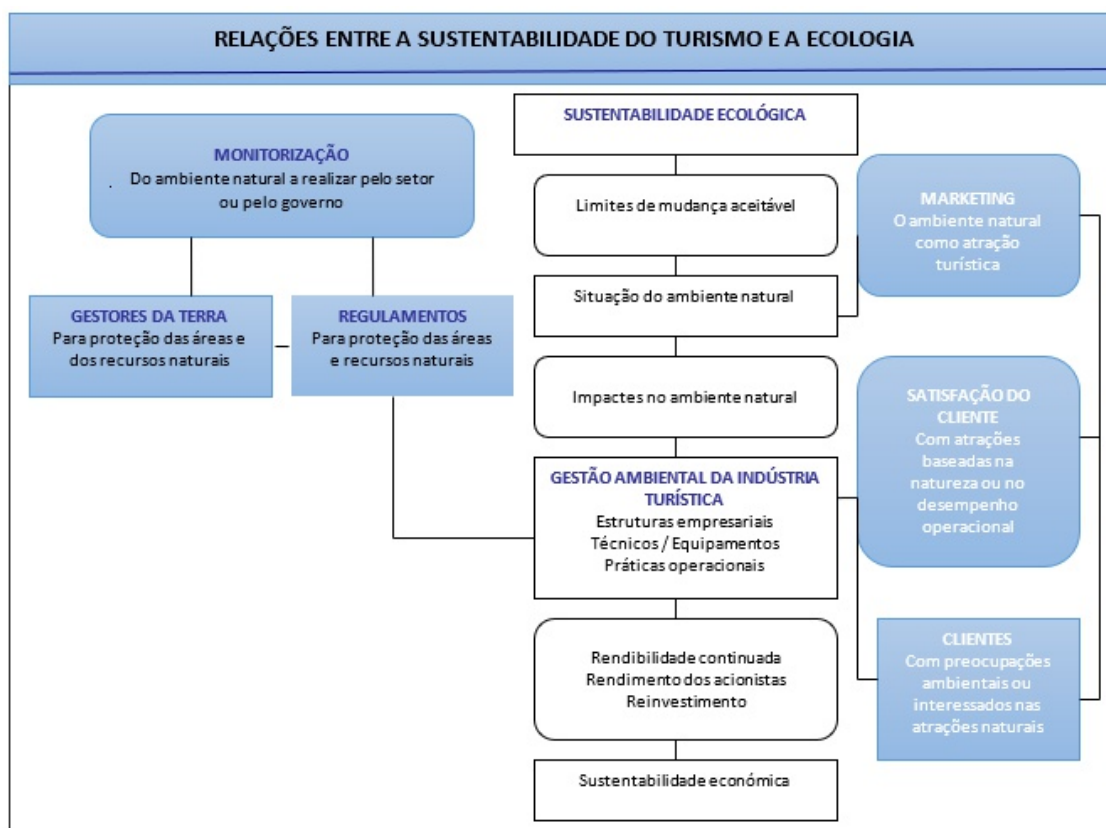 RELAÇÕES ENTRE A SUSTENTABILIDADE DO TURISMO E A ECOLOGIA
MONITORIZAÇÃO
Do ambiente natural a realizar pelo setor
ou pelo governo
GESTORES DA TERRA
Para proteção das áreas e
dos recursos naturais
REGULAMENTOS
Para proteção das áreas
e recursos naturais
SUSTENTABILIDADE ECOLÓGICA
Limites de mudança aceitável
Situação do ambiente natural
Impactes no ambiente natural
GESTÃO AMBIENTAL DA INDÚSTRIA
TURÍSTICA
Estruturas empresariais
Técnicos / Equipamentos
Práticas operacionais
Rendibilidade continuada
Rendimento dos acionistas
Reinvestimento
Sustentabilidade económica
MARKETING
O ambiente natural
como atração
turística
SATISFAÇÃO DO
CLIENTE
Com atrações
baseadas na
natureza ou no
desempenho
operacional
CLIENTES
Com preocupações
ambientais ou
interessados nas
atrações naturais